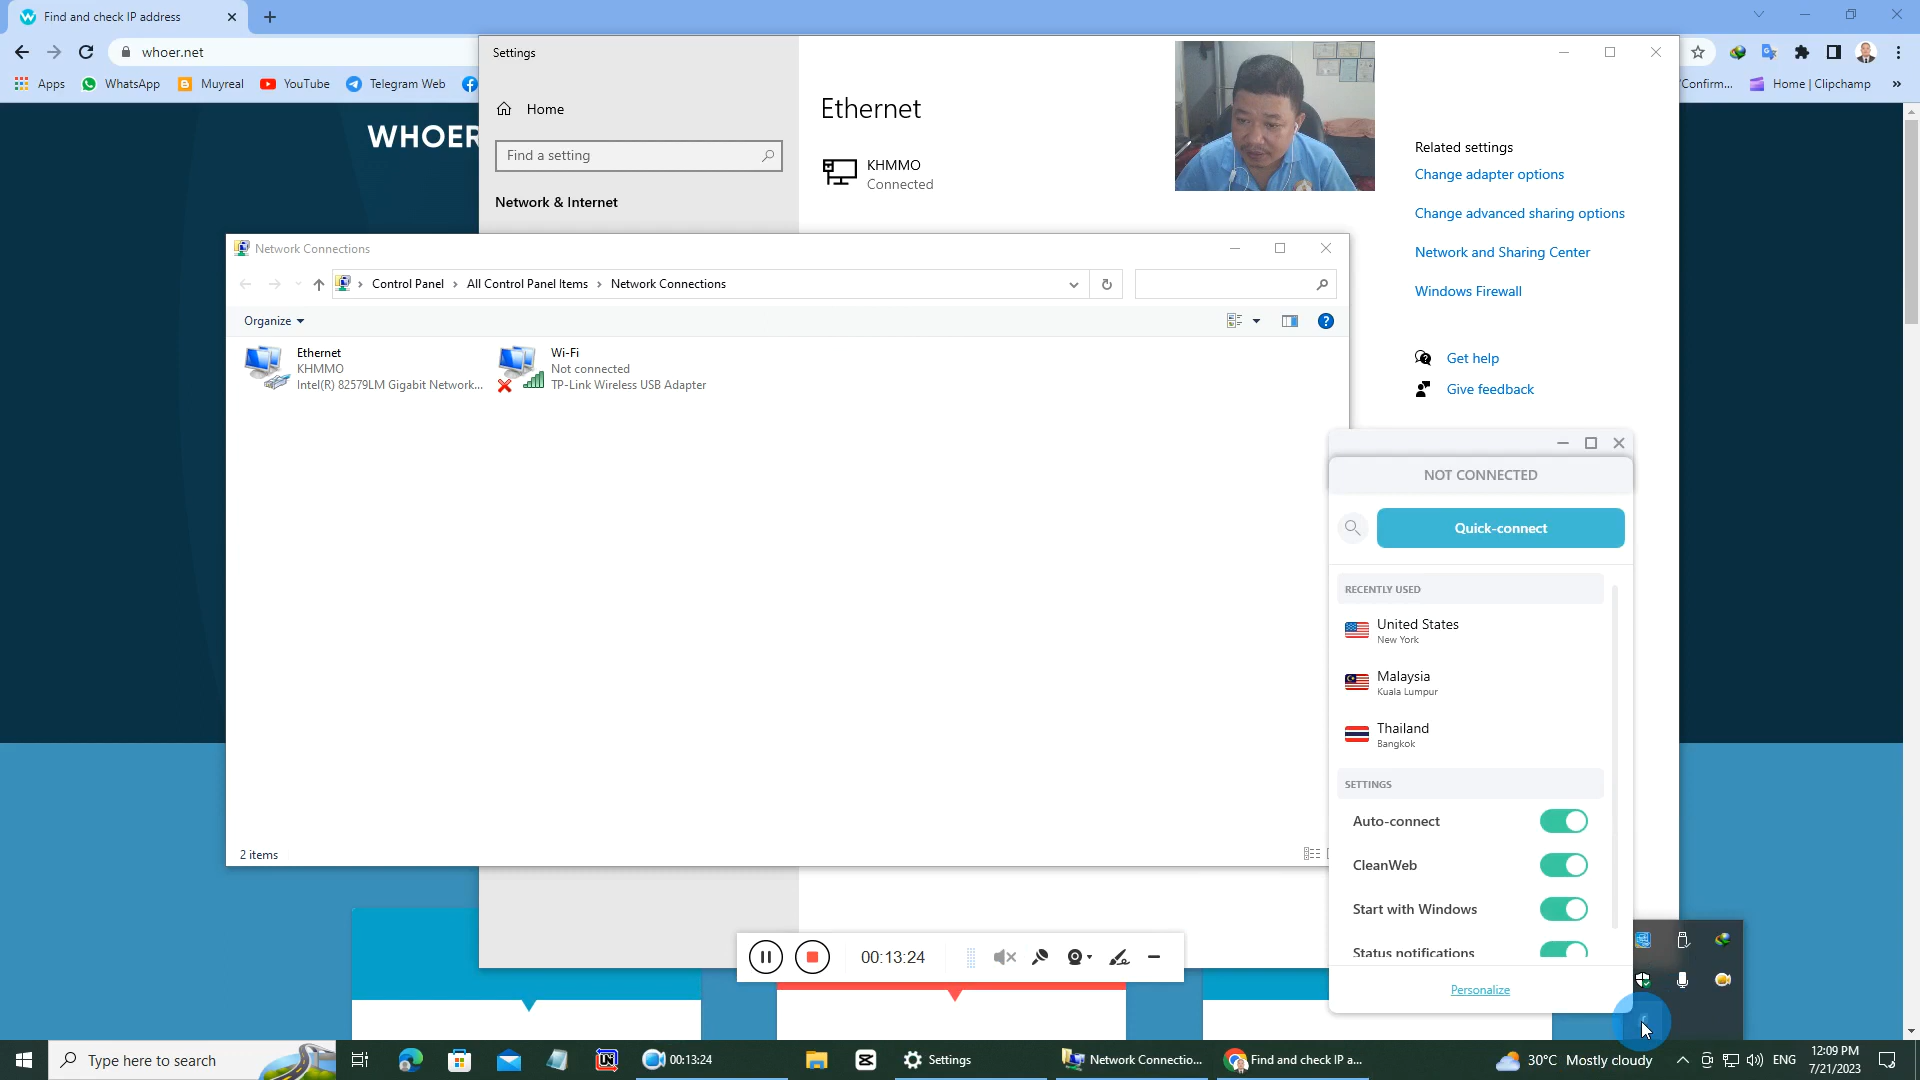 Find and check IP address
whoer.net
Apps
WhatsApp
Muyreal
YouTube
Telegram Web
/Confirm...
Home | Clipchamp
»
WHOER
Settings
Home
Find a setting
Network & Internet
Ethernet
KHMMO
Connected
Related settings
Change adapter options
Change advanced sharing options
Network and Sharing Center
Windows Firewall
Get help
Give feedback
Network Connections
Control Panel > All Control Panel Items > Network Connections
Organize
Ethernet
KHMMO
Intel(R) 82579LM Gigabit Network...
Wi-Fi
Not connected
TP-Link Wireless USB Adapter
2 items
NOT CONNECTED
Quick-connect
RECENTLY USED
United States
New York
Malaysia
Kuala Lumpur
Thailand
Bangkok
SETTINGS
Auto-connect
CleanWeb
Start with Windows
Status notifications
Personalize
00:13:24
Type here to search
00:13:24
Settings
Network Connectio...
Find and check IP a...
30°C Mostly cloudy
ENG
12:09 PM
7/21/2023